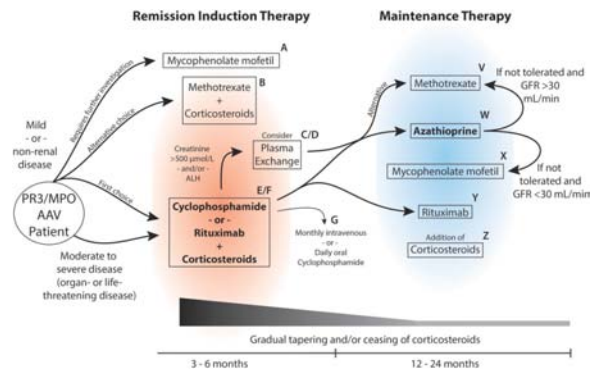 Remission Induction Therapy
Maintenance Therapy
A
Mycophenolate mofetil
B
Methotrexate
+
Corticosteroids
Requires further investigation
Alternative choice
First choice
Mild
- or -
non-renal
disease
PR3/MPO
AAV
Patient
Moderate to
severe disease
(organ- or life-
threatening disease)
Creatinine
>500 μmol/L
- and/or -
ALH
Consider
C/D
Plasma
Exchange
E/F
Cyclophosphamide
- or -
Rituximab
+
Corticosteroids
G
Monthly intravenous
- or -
Daily oral
Cyclophosphamide
Alternative
V
Methotrexate
If not tolerated and
GFR >30
mL/min
W
Azathioprine
X
Mycophenolate mofetil
If not
tolerated and
GFR <30 mL/min
Y
Rituximab
Addition of
Z
Corticosteroids
Gradual tapering and/or ceasing of corticosteroids
3 - 6 months
12 - 24 months